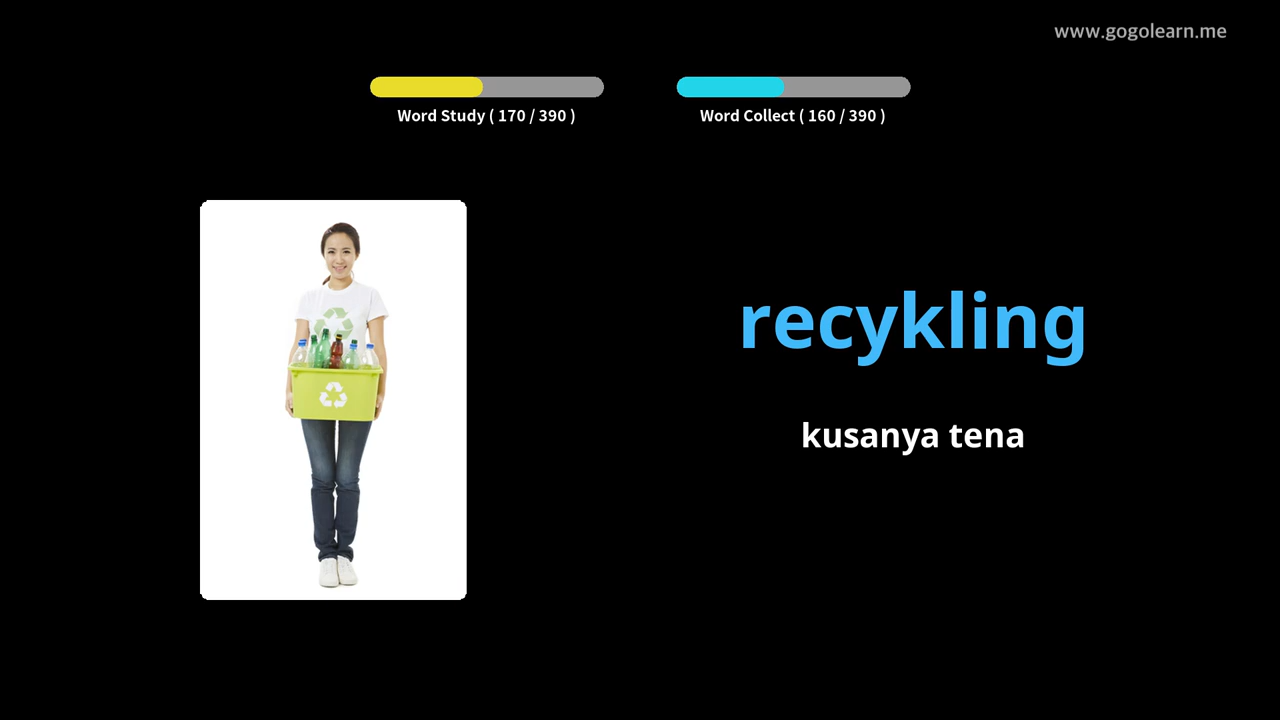 www.gogolearn.me
Word Study ( 170 / 390 )
Word Collect ( 160 / 390 )
recykling
kusanya tena